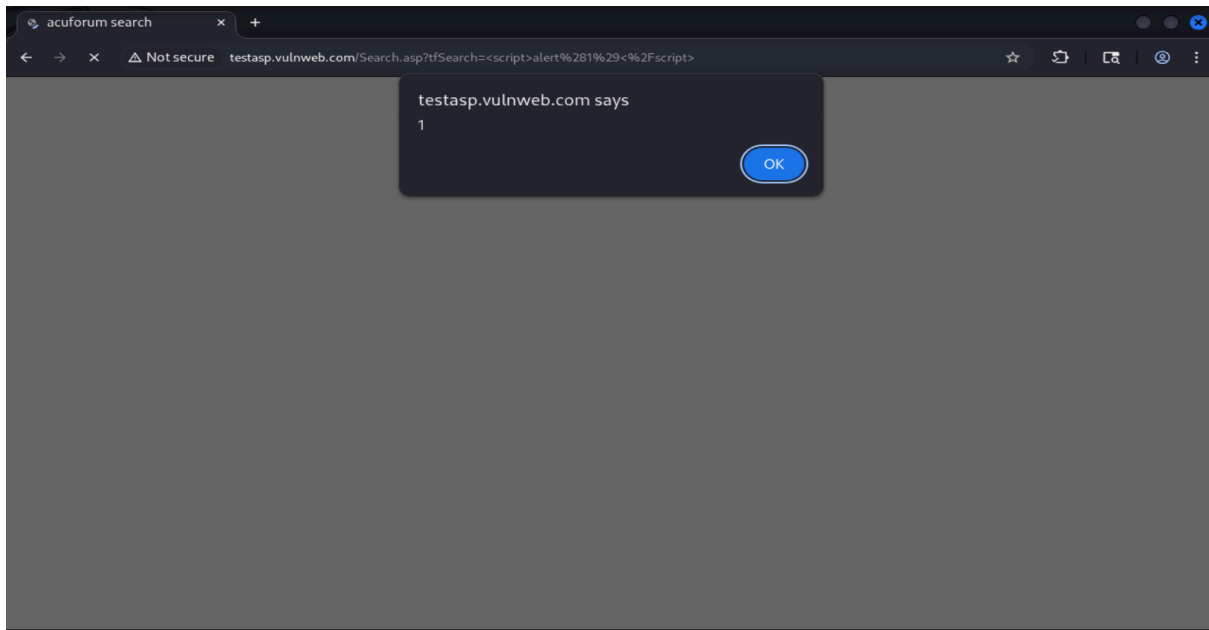 acuforum search
Not secure testasp.vulnweb.com/Search.asp?tfSearch=<script>alert%281%29<%2Fscript>
testasp.vulnweb.com says
1
OK